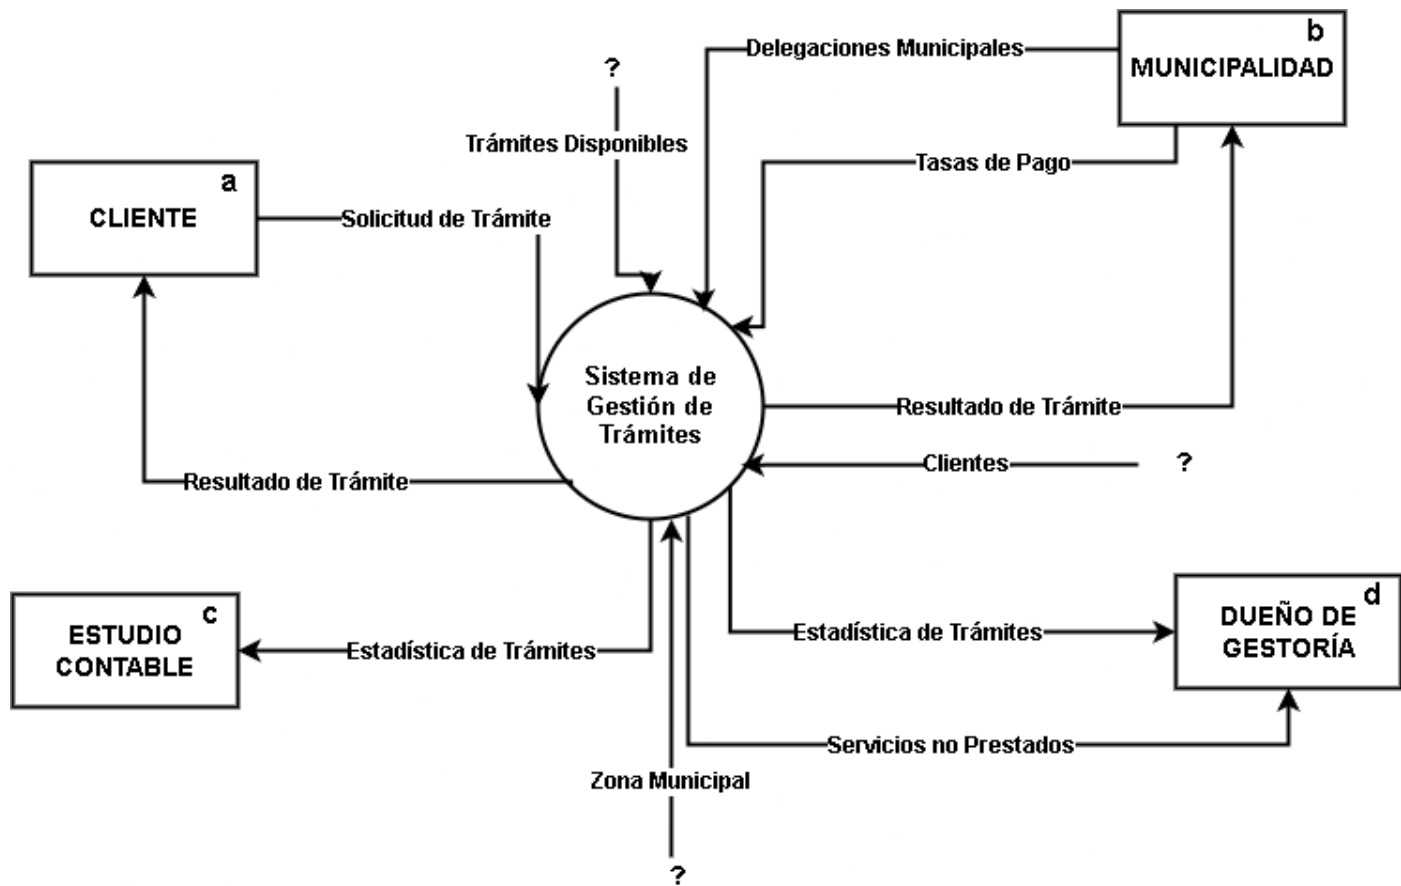 b
Delegaciones Municipales
MUNICIPALIDAD
?
Trámites Disponibles
Tasas de Pago
a
CLIENTE
Solicitud de Trámite
Sistema de
Gestión de
Trámites
Resultado de Trámite
Clientes
?
Resultado de Trámite
c
ESTUDIO
CONTABLE
Estadística de Trámites
Estadística de Trámites
d
DUEÑO DE
GESTORÍA
Servicios no Prestados
Zona Municipal
?